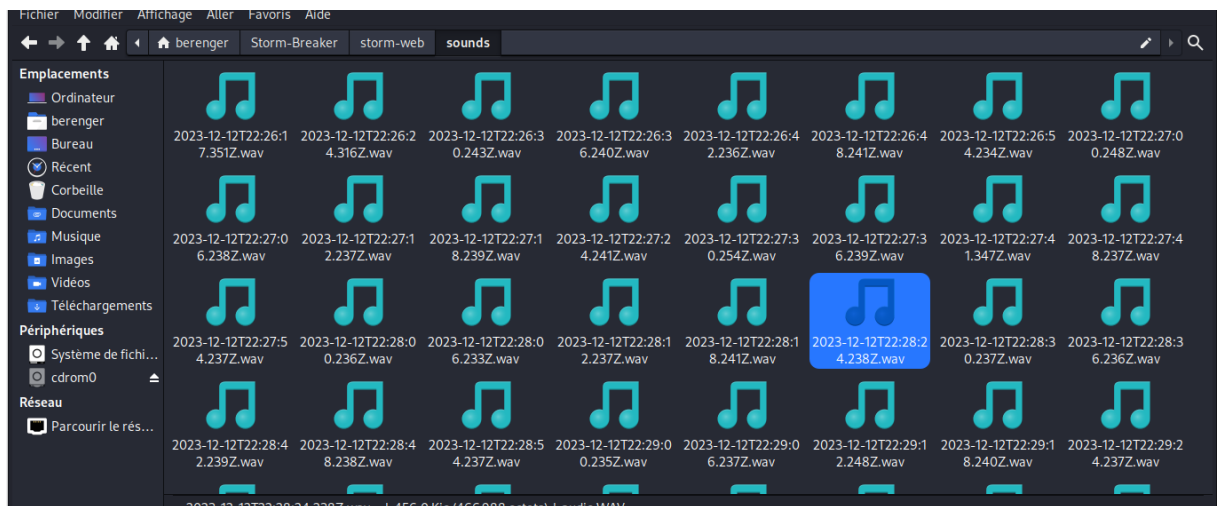 Fichier Modifier Affichage Aller Favoris Aide
berenger Storm-Breaker storm-web sounds
Emplacements
Ordinateur
berenger
Bureau
Récent
Corbeille
Documents
Musique
Images
Vidéos
Téléchargements
Périphériques
Système de fichi...
cdrom0
Réseau
Parcourir le rés...
2023-12-12T22:26:1 2023-12-12T22:26:2 2023-12-12T22:26:3 2023-12-12T22:26:3 2023-12-12T22:26:4 2023-12-12T22:26:4 2023-12-12T22:26:5 2023-12-12T22:27:0
7.351Z.wav 4.316Z.wav 0.243Z.wav 6.240Z.wav 2.236Z.wav 8.241Z.wav 4.234Z.wav 0.248Z.wav
2023-12-12T22:27:0 2023-12-12T22:27:1 2023-12-12T22:27:1 2023-12-12T22:27:2 2023-12-12T22:27:3 2023-12-12T22:27:3 2023-12-12T22:27:4 2023-12-12T22:27:4
6.238Z.wav 2.237Z.wav 8.239Z.wav 4.241Z.wav 0.254Z.wav 6.239Z.wav 1.347Z.wav 8.237Z.wav
2023-12-12T22:27:5 2023-12-12T22:28:0 2023-12-12T22:28:0 2023-12-12T22:28:1 2023-12-12T22:28:1 2023-12-12T22:28:2 2023-12-12T22:28:3 2023-12-12T22:28:3
4.237Z.wav 0.236Z.wav 6.233Z.wav 2.237Z.wav 8.241Z.wav 4.238Z.wav 0.237Z.wav 6.236Z.wav
2023-12-12T22:28:4 2023-12-12T22:28:4 2023-12-12T22:28:5 2023-12-12T22:29:0 2023-12-12T22:29:0 2023-12-12T22:29:1 2023-12-12T22:29:1 2023-12-12T22:29:2
2.239Z.wav 8.238Z.wav 4.237Z.wav 0.235Z.wav 6.237Z.wav 2.248Z.wav 8.240Z.wav 4.237Z.wav